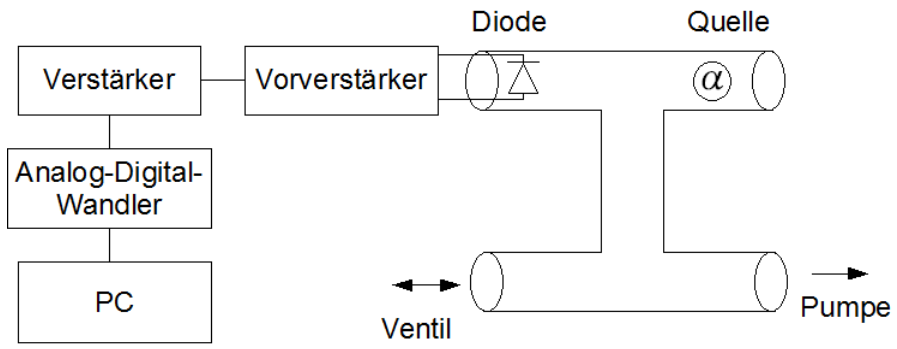 Diode
Quelle
Verstärker
Vorverstärker
α
Analog-Digital-
Wandler
PC
Ventil
Pumpe